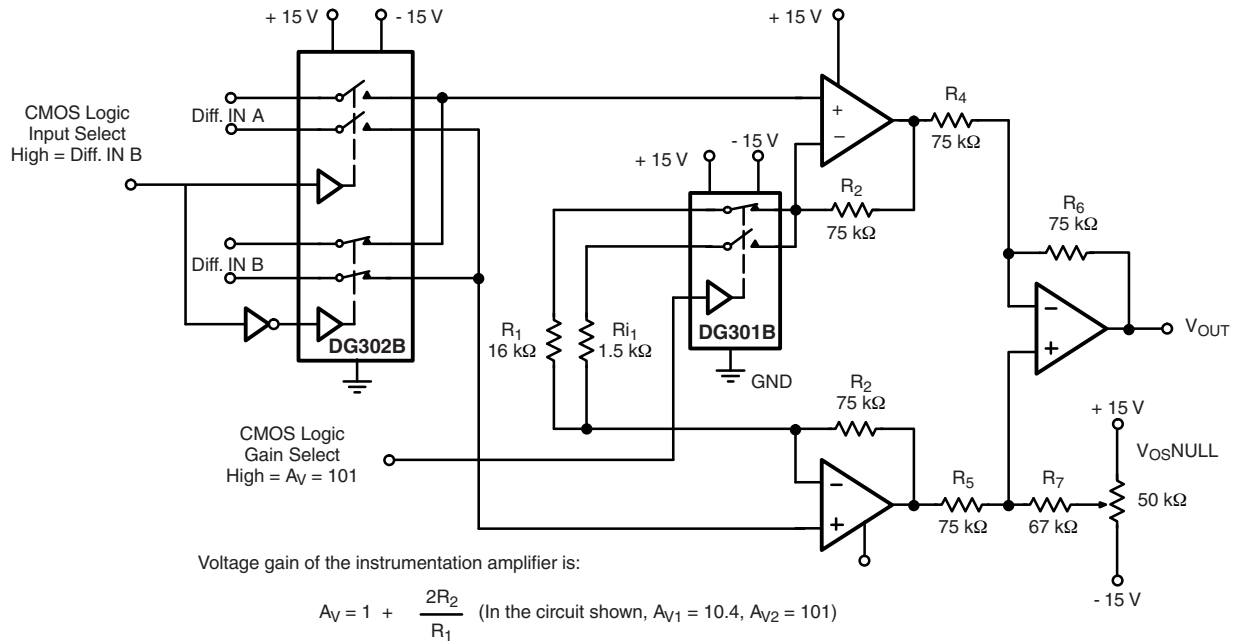 + 15 V
- 15 V
+ 15 V
CMOS Logic
Input Select
High = Diff. IN B
Diff. IN A
Diff. IN B
DG302B
+
−
R4
75 kΩ
+ 15 V
- 15 V
R2
75 kΩ
R6
75 kΩ
R1
16 kΩ
Ri1
1.5 kΩ
DG301B
GND
−
+
VOUT
CMOS Logic
Gain Select
High = AV = 101
R2
75 kΩ
−
+
R5
75 kΩ
R7
67 kΩ
+ 15 V
VOSNULL
50 kΩ
- 15 V
Voltage gain of the instrumentation amplifier is:
AV = 1 + 2R2 / R1 (In the circuit shown, AV1 = 10.4, AV2 = 101)